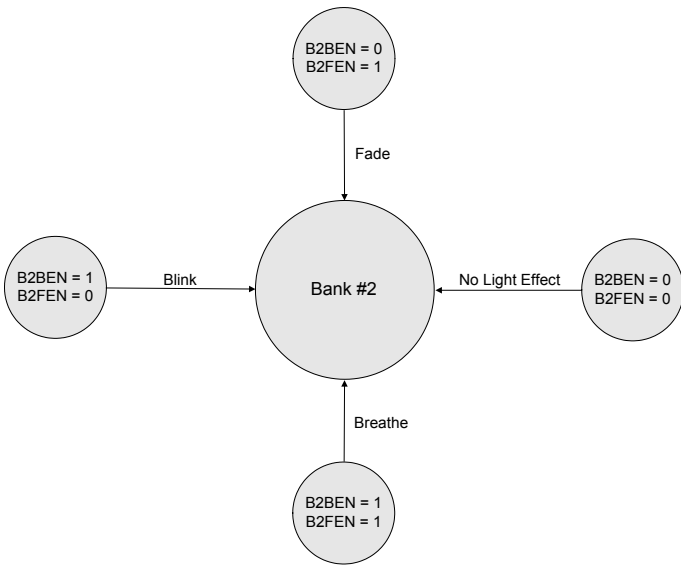 B2BEN = 0
B2FEN = 1
Fade
B2BEN = 1
B2FEN = 0
Blink
Bank #2
No Light Effect
B2BEN = 0
B2FEN = 0
Breathe
B2BEN = 1
B2FEN = 1